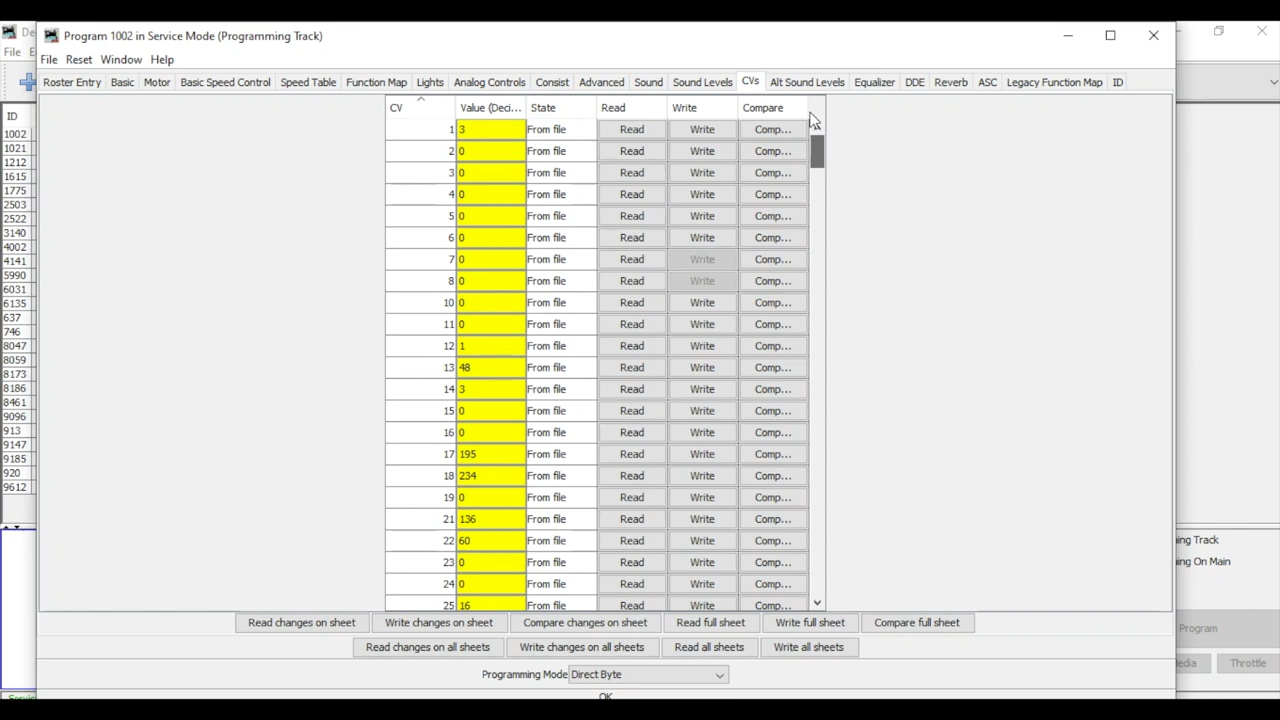 De
Program 1002 in Service Mode (Programming Track)
File
File Reset Window Help
Roster Entry Basic Motor Basic Speed Control Speed Table Function Map Lights Analog Controls Consist Advanced Sound Sound Levels CVs Alt Sound Levels Equalizer DDE Reverb ASC Legacy Function Map ID
ID
1002
1021
1212
1615
1775
2503
2522
3140
4002
4141
5990
6031
6135
637
746
8047
8059
8173
8186
8461
9096
913
9147
9185
920
9612
CV Value (Deci... State Read Write Compare
1 3 From file Read Write Comp...
2 0 From file Read Write Comp...
3 0 From file Read Write Comp...
4 0 From file Read Write Comp...
5 0 From file Read Write Comp...
6 0 From file Read Write Comp...
7 0 From file Read Write Comp...
8 0 From file Read Write Comp...
10 0 From file Read Write Comp...
11 0 From file Read Write Comp...
12 1 From file Read Write Comp...
13 48 From file Read Write Comp...
14 3 From file Read Write Comp...
15 0 From file Read Write Comp...
16 0 From file Read Write Comp...
17 195 From file Read Write Comp...
18 234 From file Read Write Comp...
19 0 From file Read Write Comp...
21 136 From file Read Write Comp...
22 60 From file Read Write Comp...
23 0 From file Read Write Comp...
24 0 From file Read Write Comp...
25 16 From file Read Write Comp...
Read changes on sheet Write changes on sheet Compare changes on sheet Read full sheet Write full sheet Compare full sheet
Read changes on all sheets Write changes on all sheets Read all sheets Write all sheets
Programming Mode Direct Byte
OK
ing Track
ing On Main
Program
edia Throttle